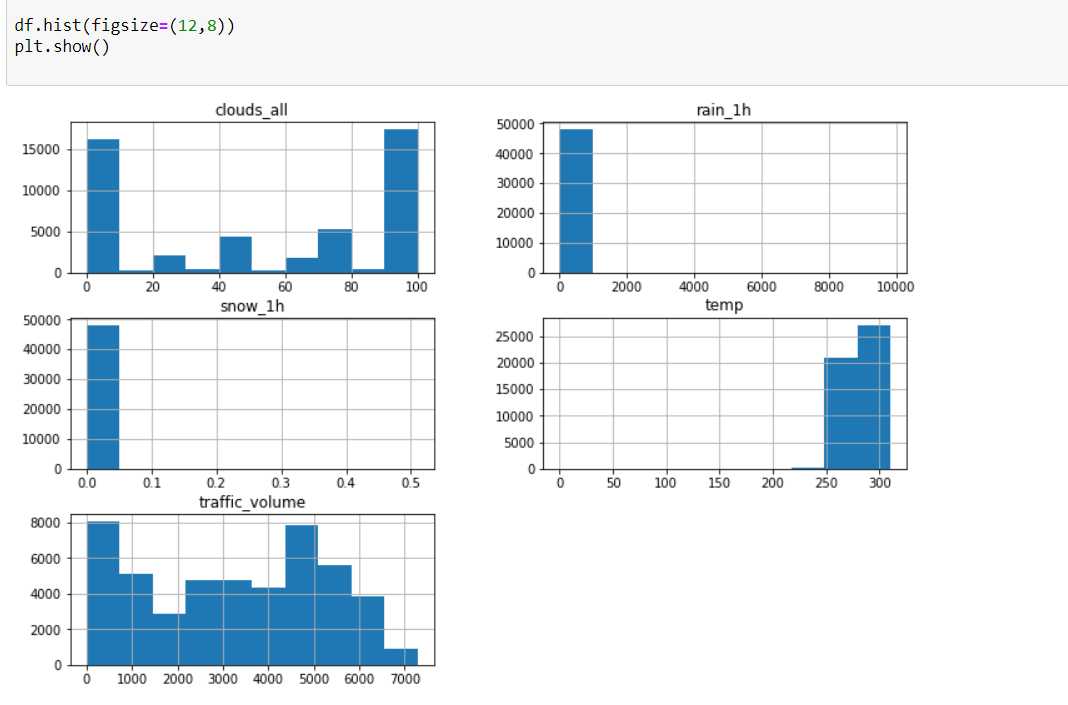 df.hist(figsize=(12,8))
plt.show()
clouds_all
15000
10000
5000
0
0 20 40 60 80 100
rain_1h
50000
40000
30000
20000
10000
0
0 2000 4000 6000 8000 10000
snow_1h
50000
40000
30000
20000
10000
0
0.0 0.1 0.2 0.3 0.4 0.5
temp
25000
20000
15000
10000
5000
0
0 50 100 150 200 250 300
traffic_volume
8000
6000
4000
2000
0
0 1000 2000 3000 4000 5000 6000 7000